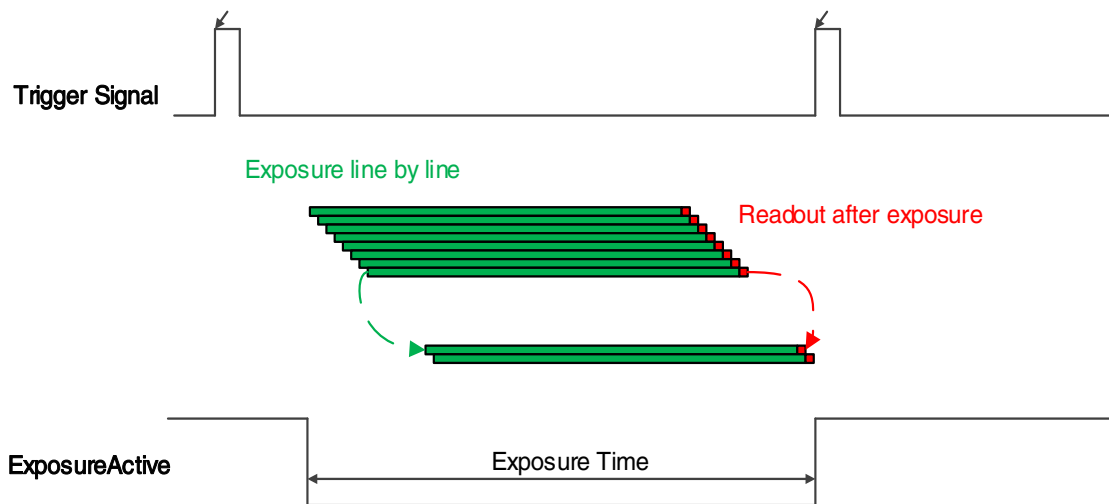 Trigger Signal
Exposure line by line
Readout after exposure
Exposure Time
ExposureActive